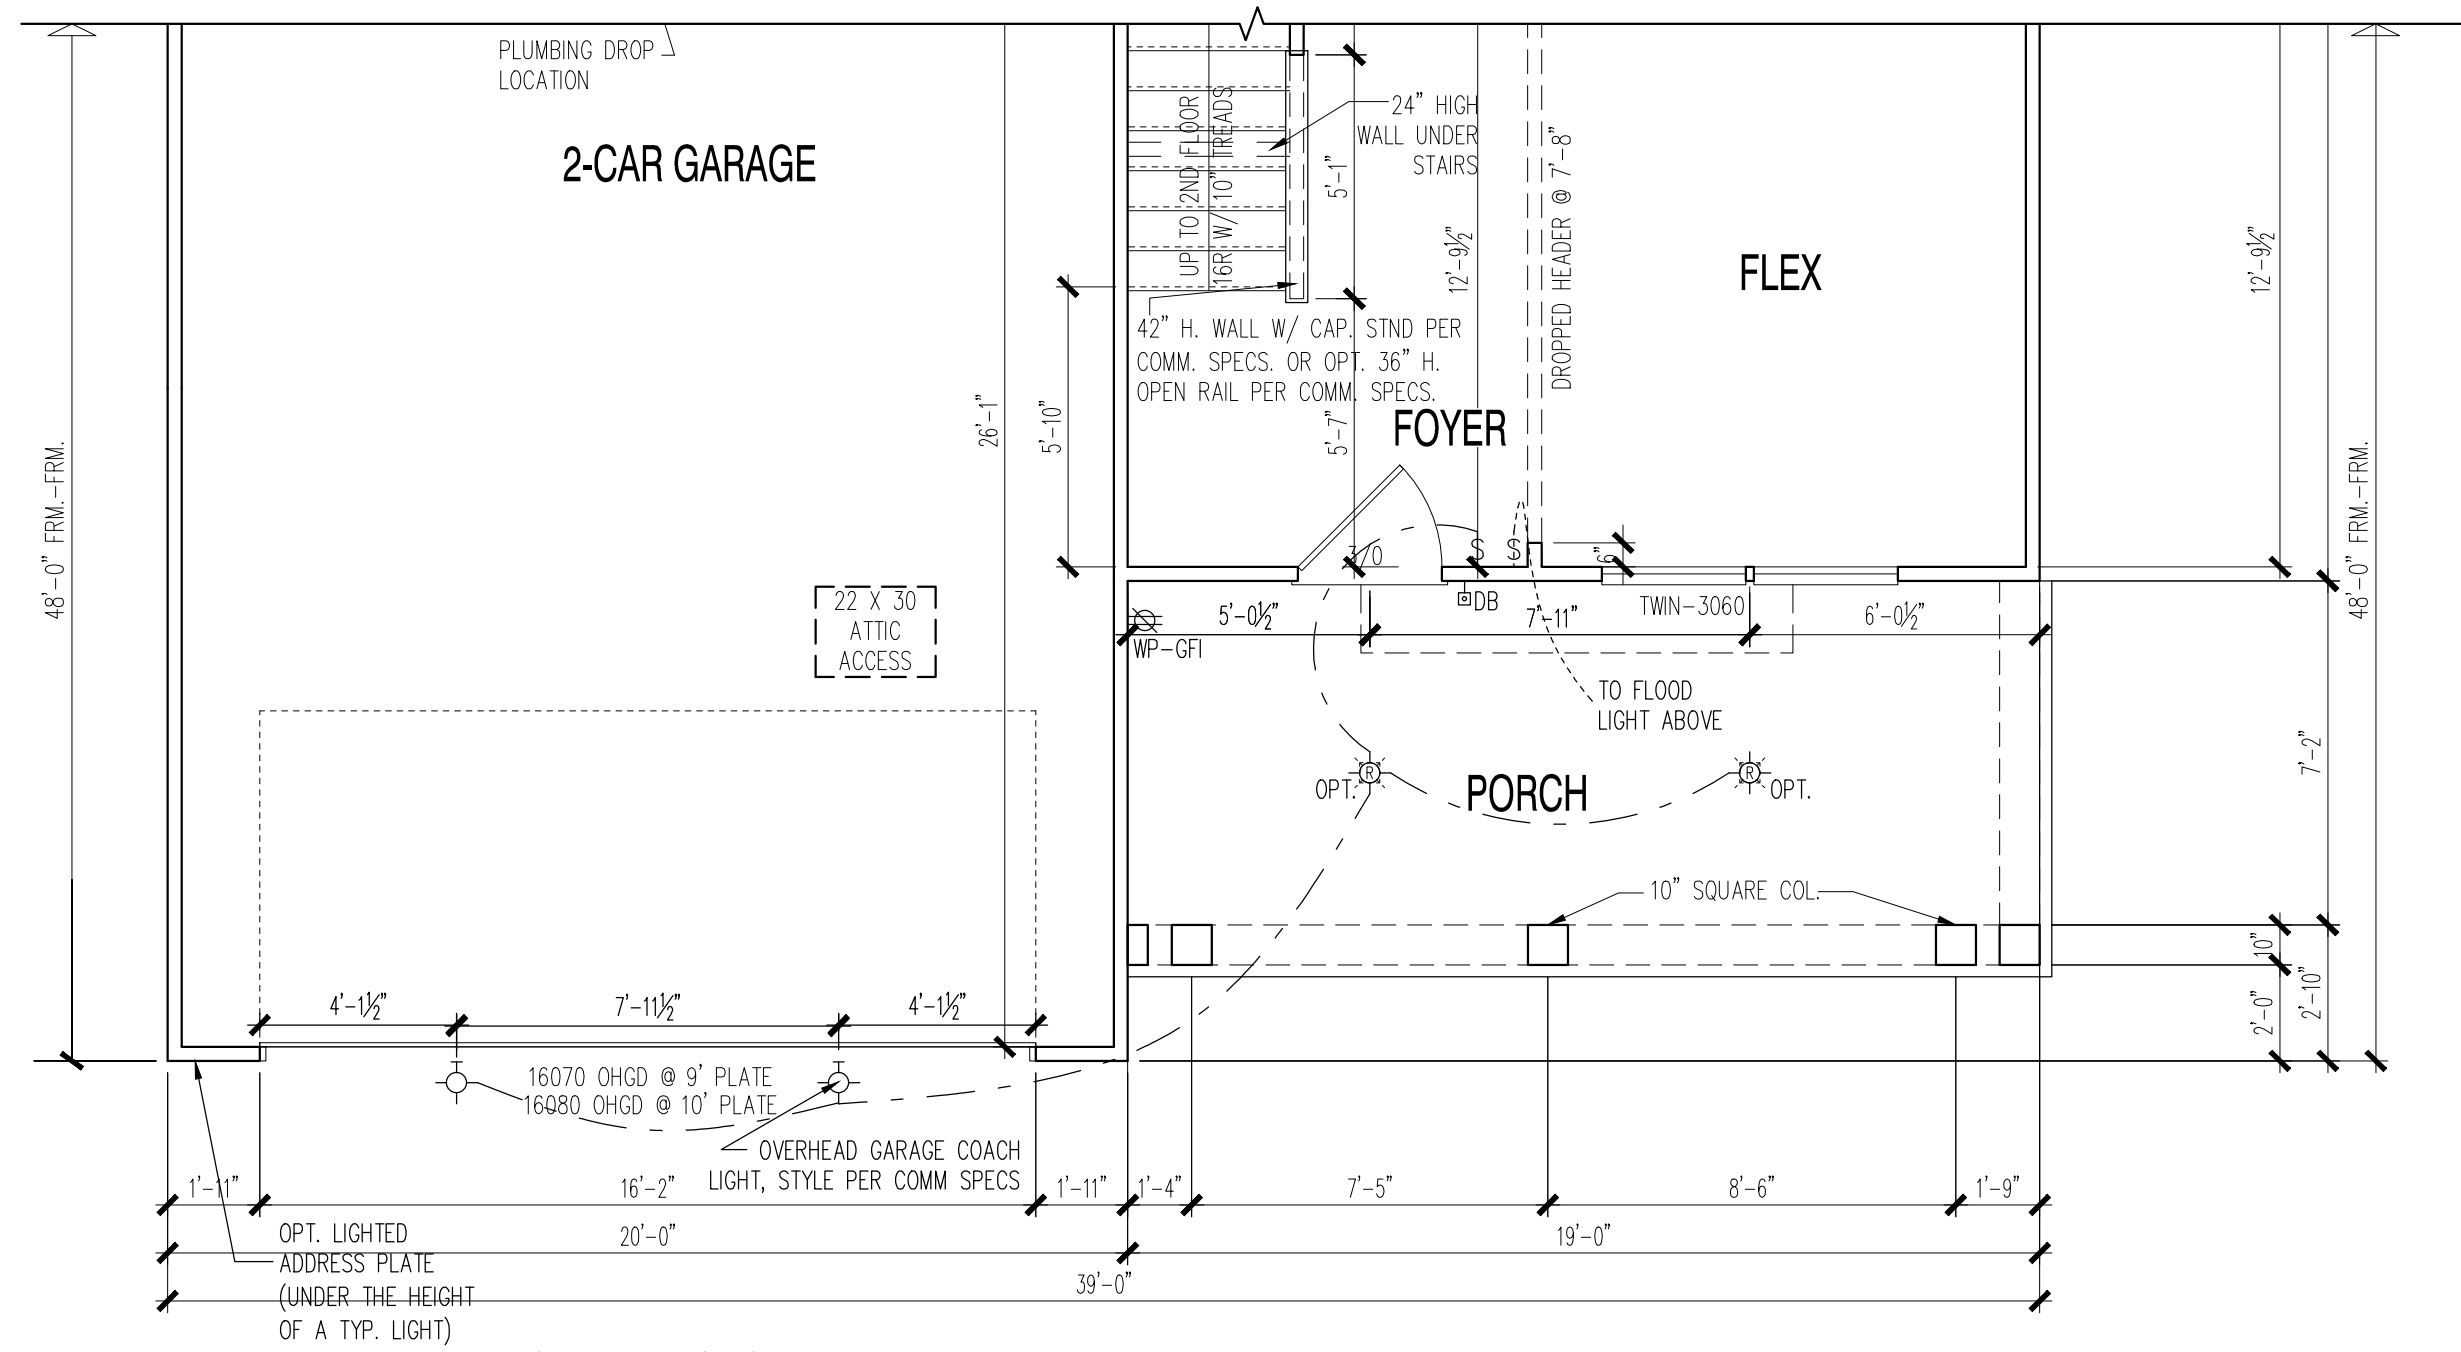 PLUMBING DROP
LOCATION
2-CAR GARAGE
UP TO 2ND FLOOR
16R W/ 10" TREADS
24" HIGH
WALL UNDER
STAIRS
5'-1"
12'-9½"
DROPPED HEADER @ 7'-8"
FLEX
12'-9½"
42" H. WALL W/ CAP. STND PER
COMM. SPECS. OR OPT. 36" H.
OPEN RAIL PER COMM. SPECS.
26'-1"
5'-10"
5'-7"
FOYER
48'-0" FRM.-FRM.
48'-0" FRM.-FRM.
3/0
S S
6"
22 X 30
ATTIC
ACCESS
DB
TWIN-3060
5'-0½"
7'-11"
6'-0½"
WP-GFI
TO FLOOD
LIGHT ABOVE
7'-2"
R
R
OPT.
PORCH
OPT.
10" SQUARE COL.
10"
2'-0"
2'-10"
4'-1½"
7'-11½"
4'-1½"
16070 OHGD @ 9' PLATE
16080 OHGD @ 10' PLATE
OVERHEAD GARAGE COACH
LIGHT, STYLE PER COMM SPECS
1'-11"
16'-2"
1'-11"
1'-4"
7'-5"
8'-6"
1'-9"
OPT. LIGHTED
ADDRESS PLATE
(UNDER THE HEIGHT
OF A TYP. LIGHT)
20'-0"
19'-0"
39'-0"